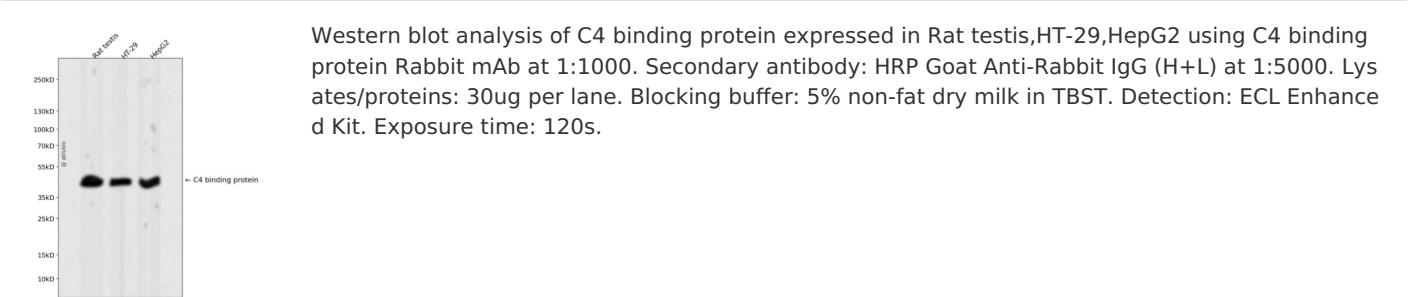 Rat testis HT-29 HepG2
Western blot analysis of C4 binding protein expressed in Rat testis,HT-29,HepG2 using C4 binding
protein Rabbit mAb at 1:1000. Secondary antibody: HRP Goat Anti-Rabbit IgG (H+L) at 1:5000. Lys
ates/proteins: 30ug per lane. Blocking buffer: 5% non-fat dry milk in TBST. Detection: ECL Enhance
d Kit. Exposure time: 120s.
250kD
130kD
100kD
70kD
55kD
← C4 binding protein
35kD
25kD
15kD
10kD